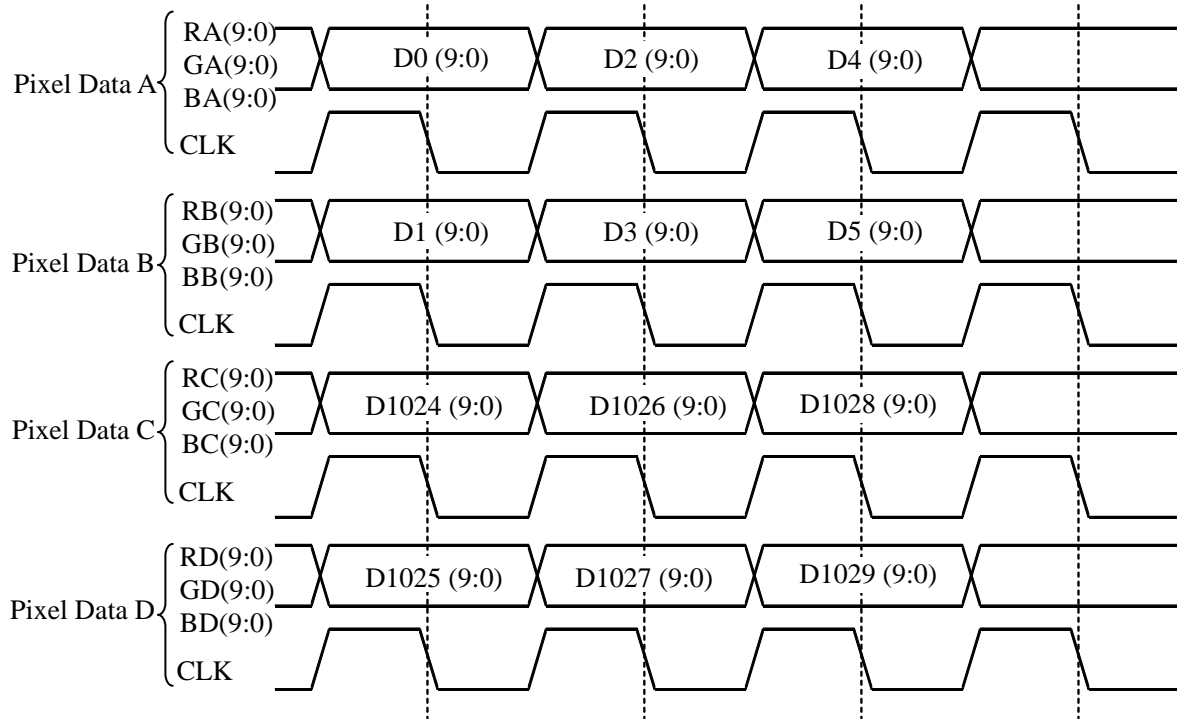 Pixel Data A
RA(9:0)
GA(9:0)
BA(9:0)
CLK
D0 (9:0)
D2 (9:0)
D4 (9:0)
Pixel Data B
RB(9:0)
GB(9:0)
BB(9:0)
CLK
D1 (9:0)
D3 (9:0)
D5 (9:0)
Pixel Data C
RC(9:0)
GC(9:0)
BC(9:0)
CLK
D1024 (9:0)
D1026 (9:0)
D1028 (9:0)
Pixel Data D
RD(9:0)
GD(9:0)
BD(9:0)
CLK
D1025 (9:0)
D1027 (9:0)
D1029 (9:0)